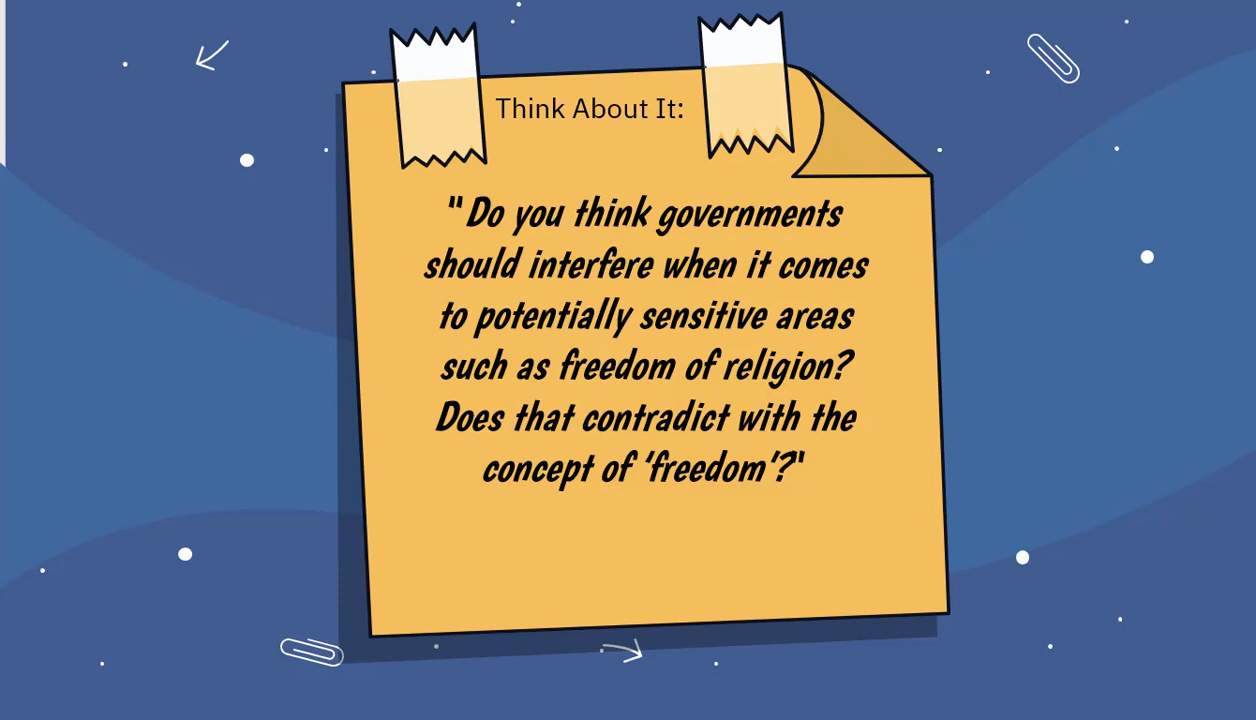 Think About It:
"Do you think governments
should interfere when it comes
to potentially sensitive areas
such as freedom of religion?
Does that contradict with the
concept of 'freedom'?"